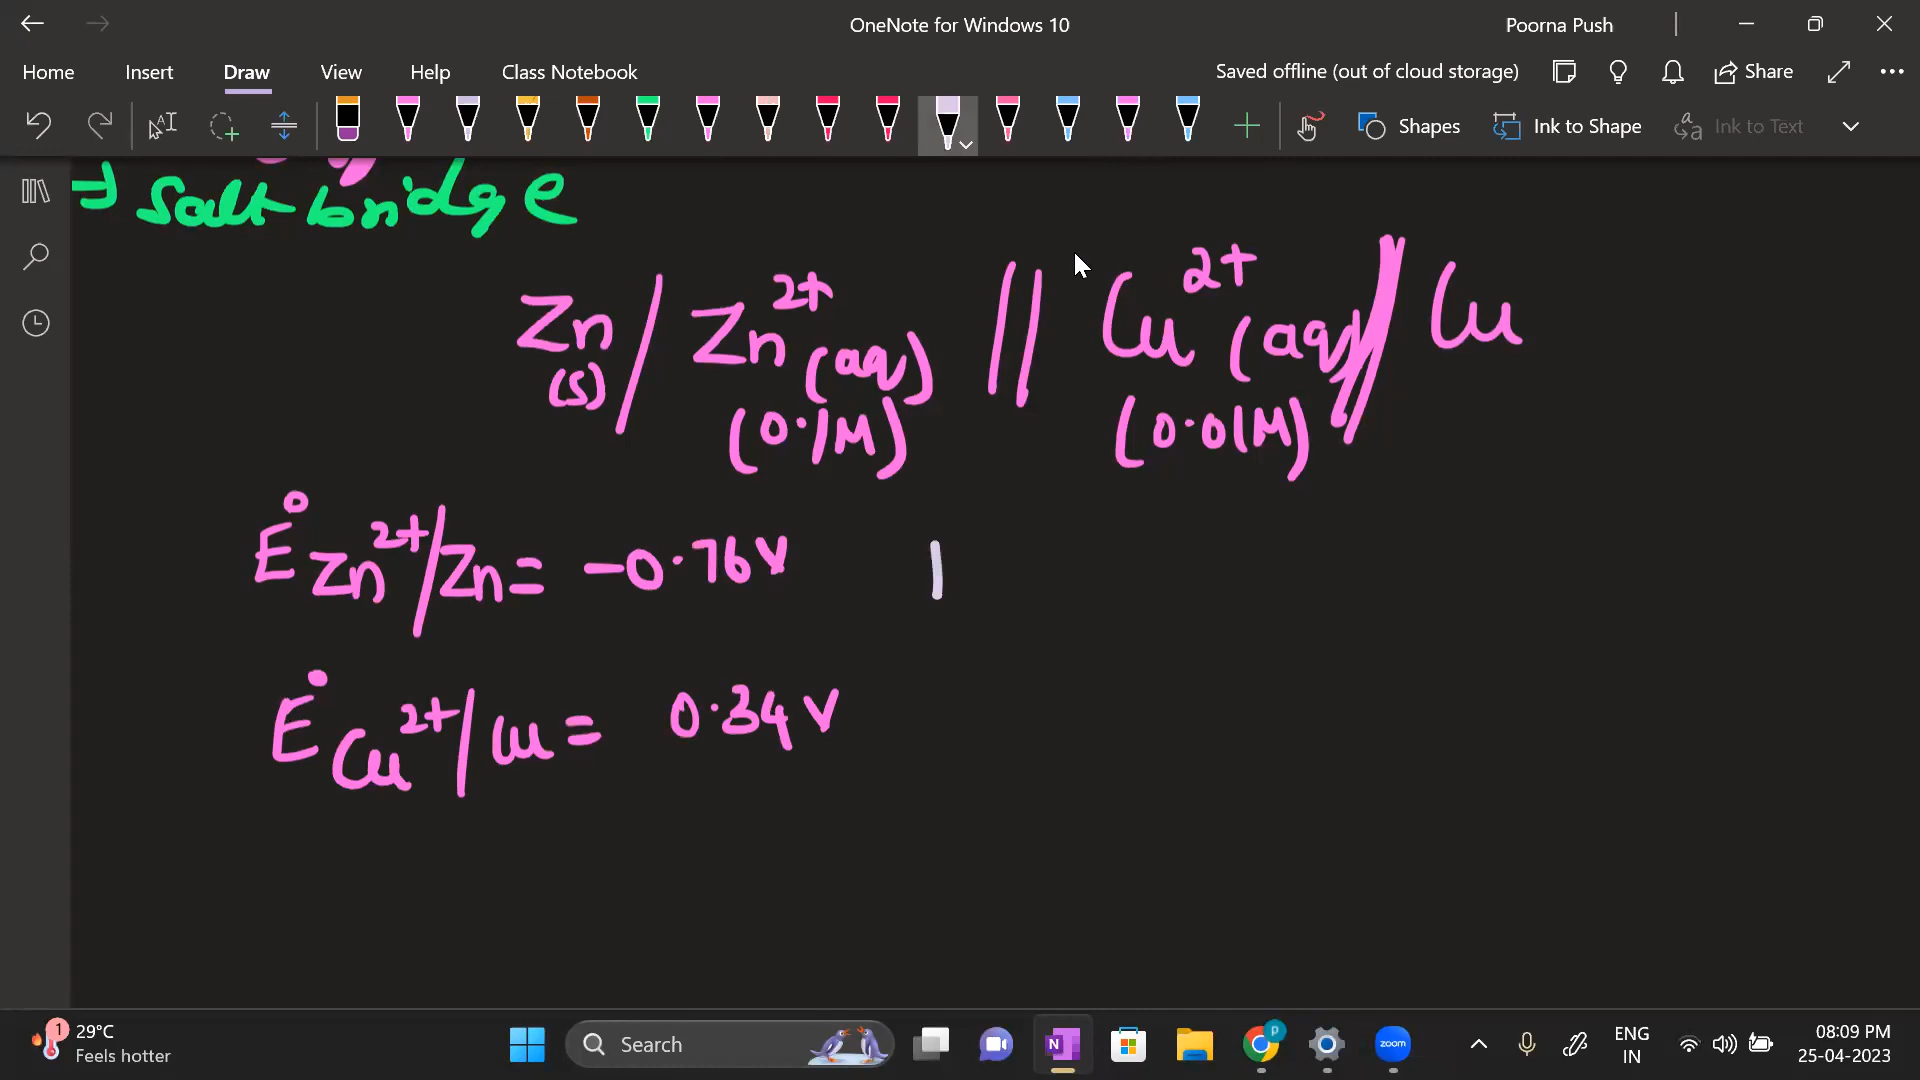 OneNote for Windows 10
Poorna Push
Home Insert Draw View Help Class Notebook
Saved offline (out of cloud storage)
Share
Shapes
Ink to Shape
Ink to Text
→ Salt bridge
Zn(s) / Zn²⁺(aq) || Cu²⁺(aq) // Cu
(0.1M) (0.01M)
E° Zn²⁺/Zn = -0.76V
E° Cu²⁺/Cu = 0.34V
1 29°C
Feels hotter
Search
zoom
ENG
IN
08:09 PM
25-04-2023